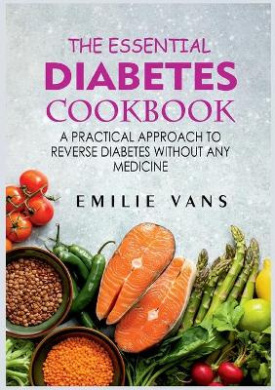 THE ESSENTIAL
DIABETES
COOKBOOK
A PRACTICAL APPROACH TO
REVERSE DIABETES WITHOUT ANY
MEDICINE
EMILIE VANS